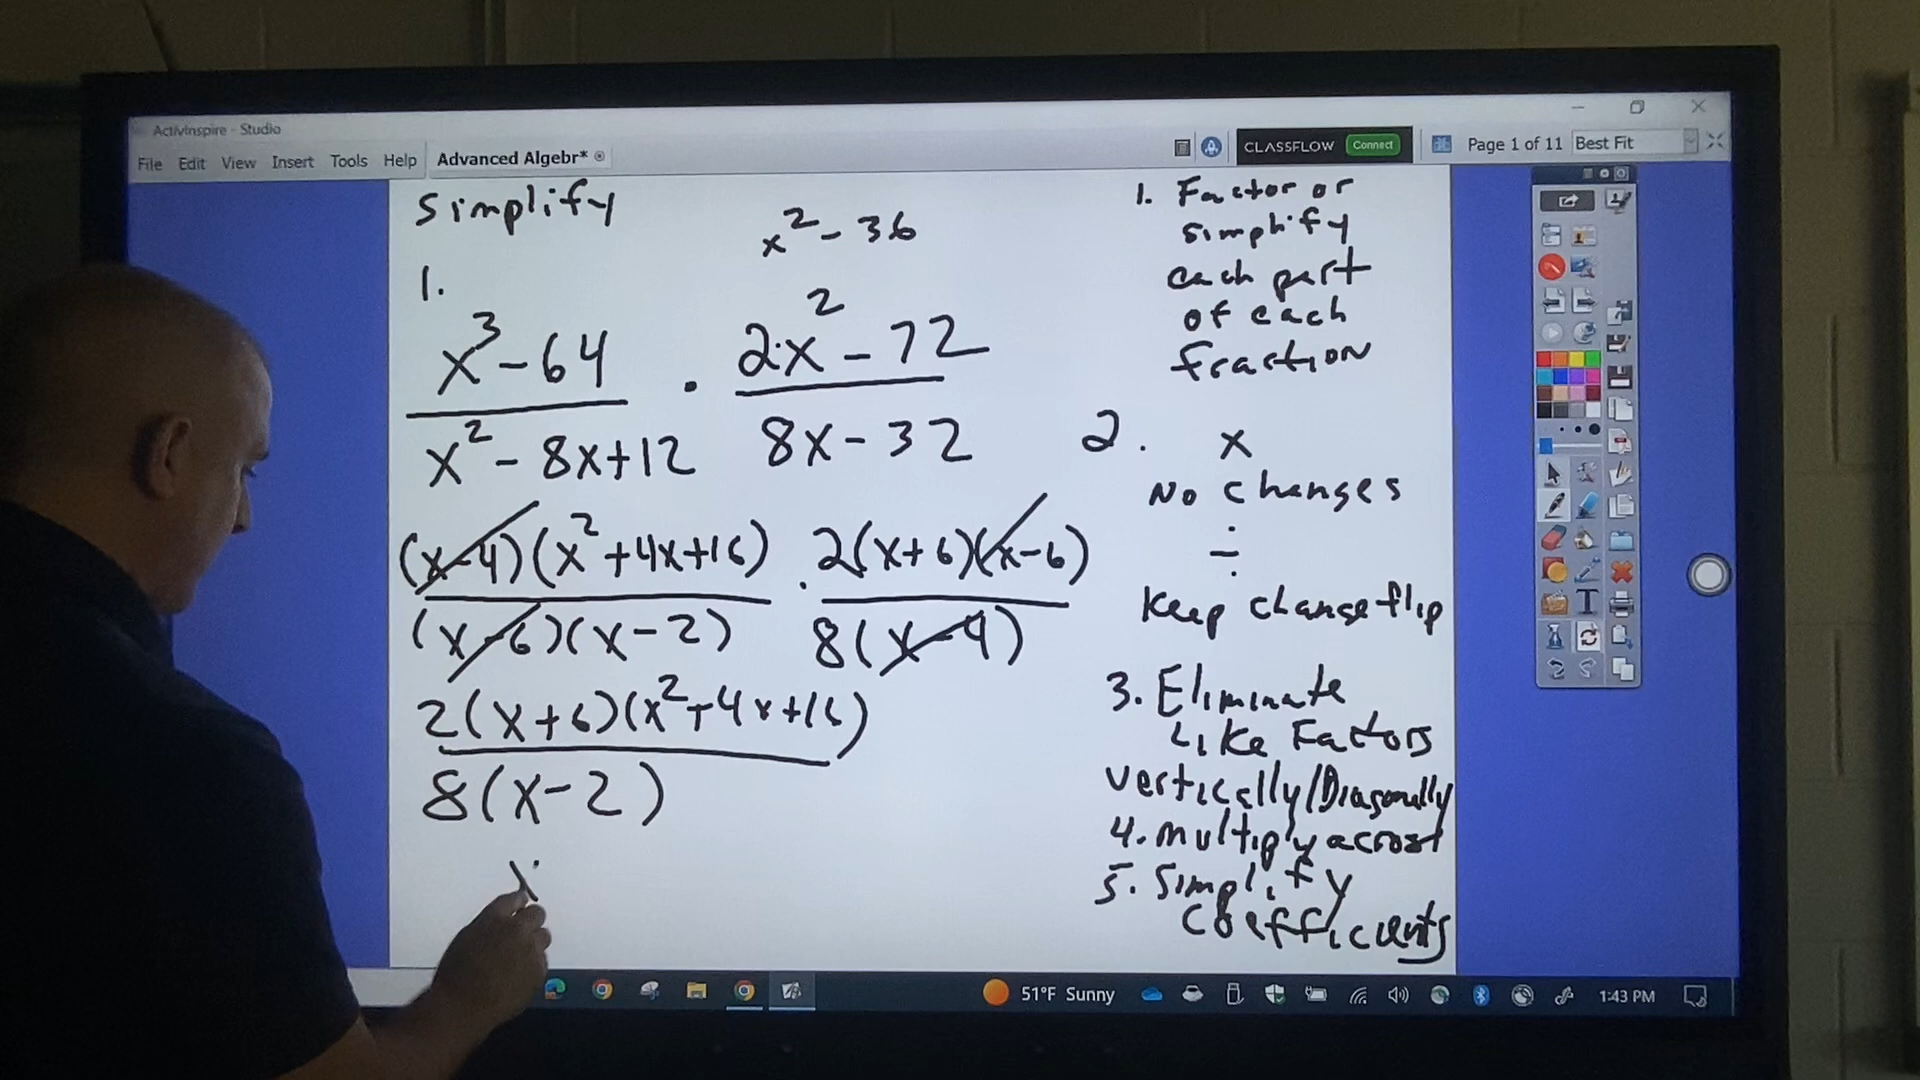 ActivInspire - Studio
File Edit View Insert Tools Help Advanced Algebr*
CLASSFLOW Connect Page 1 of 11 Best Fit
Simplify
x² - 36
1.
x³ - 64 · 2x² - 72
x² - 8x + 12 8x - 32
(x-4)(x² + 4x + 16) · 2(x+6)(x-6)
(x-6)(x-2) 8(x-4)
2(x+6)(x² + 4x + 16)
8(x-2)
x
1. Factor or
simplify
each part
of each
fraction
2. x
No changes
÷
Keep change flip
3. Eliminate
Like Factors
vertically/Diagonally
4. multiply across
5. Simplify
coefficients
T
51°F Sunny 1:43 PM